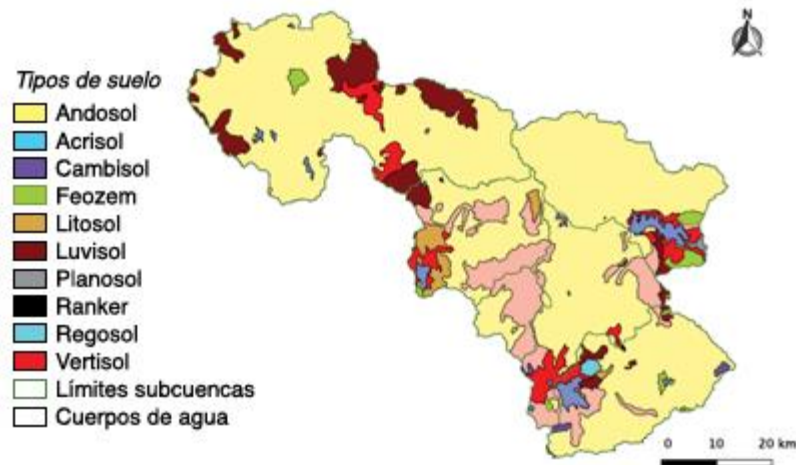 N
Tipos de suelo
Andosol
Acrisol
Cambisol
Feozem
Litosol
Luvisol
Planosol
Ranker
Regosol
Vertisol
Límites subcuencas
Cuerpos de agua
0 10 20 km